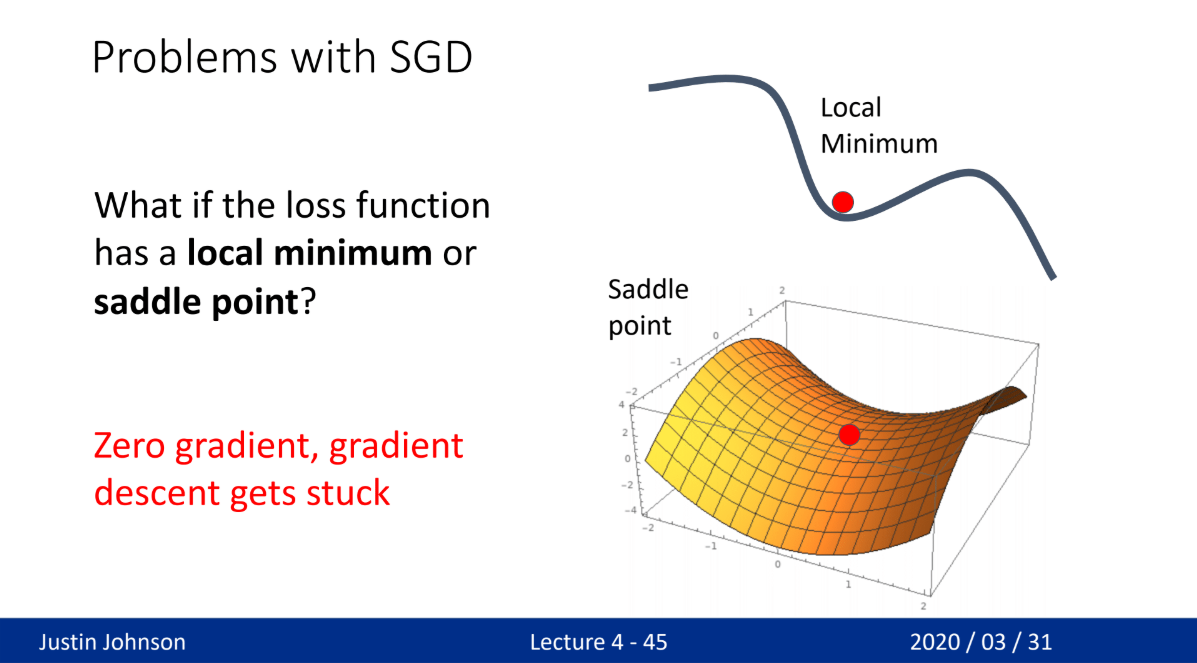 Problems with SGD
What if the loss function
has a local minimum or
saddle point?
Zero gradient, gradient
descent gets stuck
Local
Minimum
Saddle
point
2
1
0
−1
−2
4
2
0
−2
−4
−2
−1
0
1
2
Justin Johnson
Lecture 4 - 45
2020 / 03 / 31